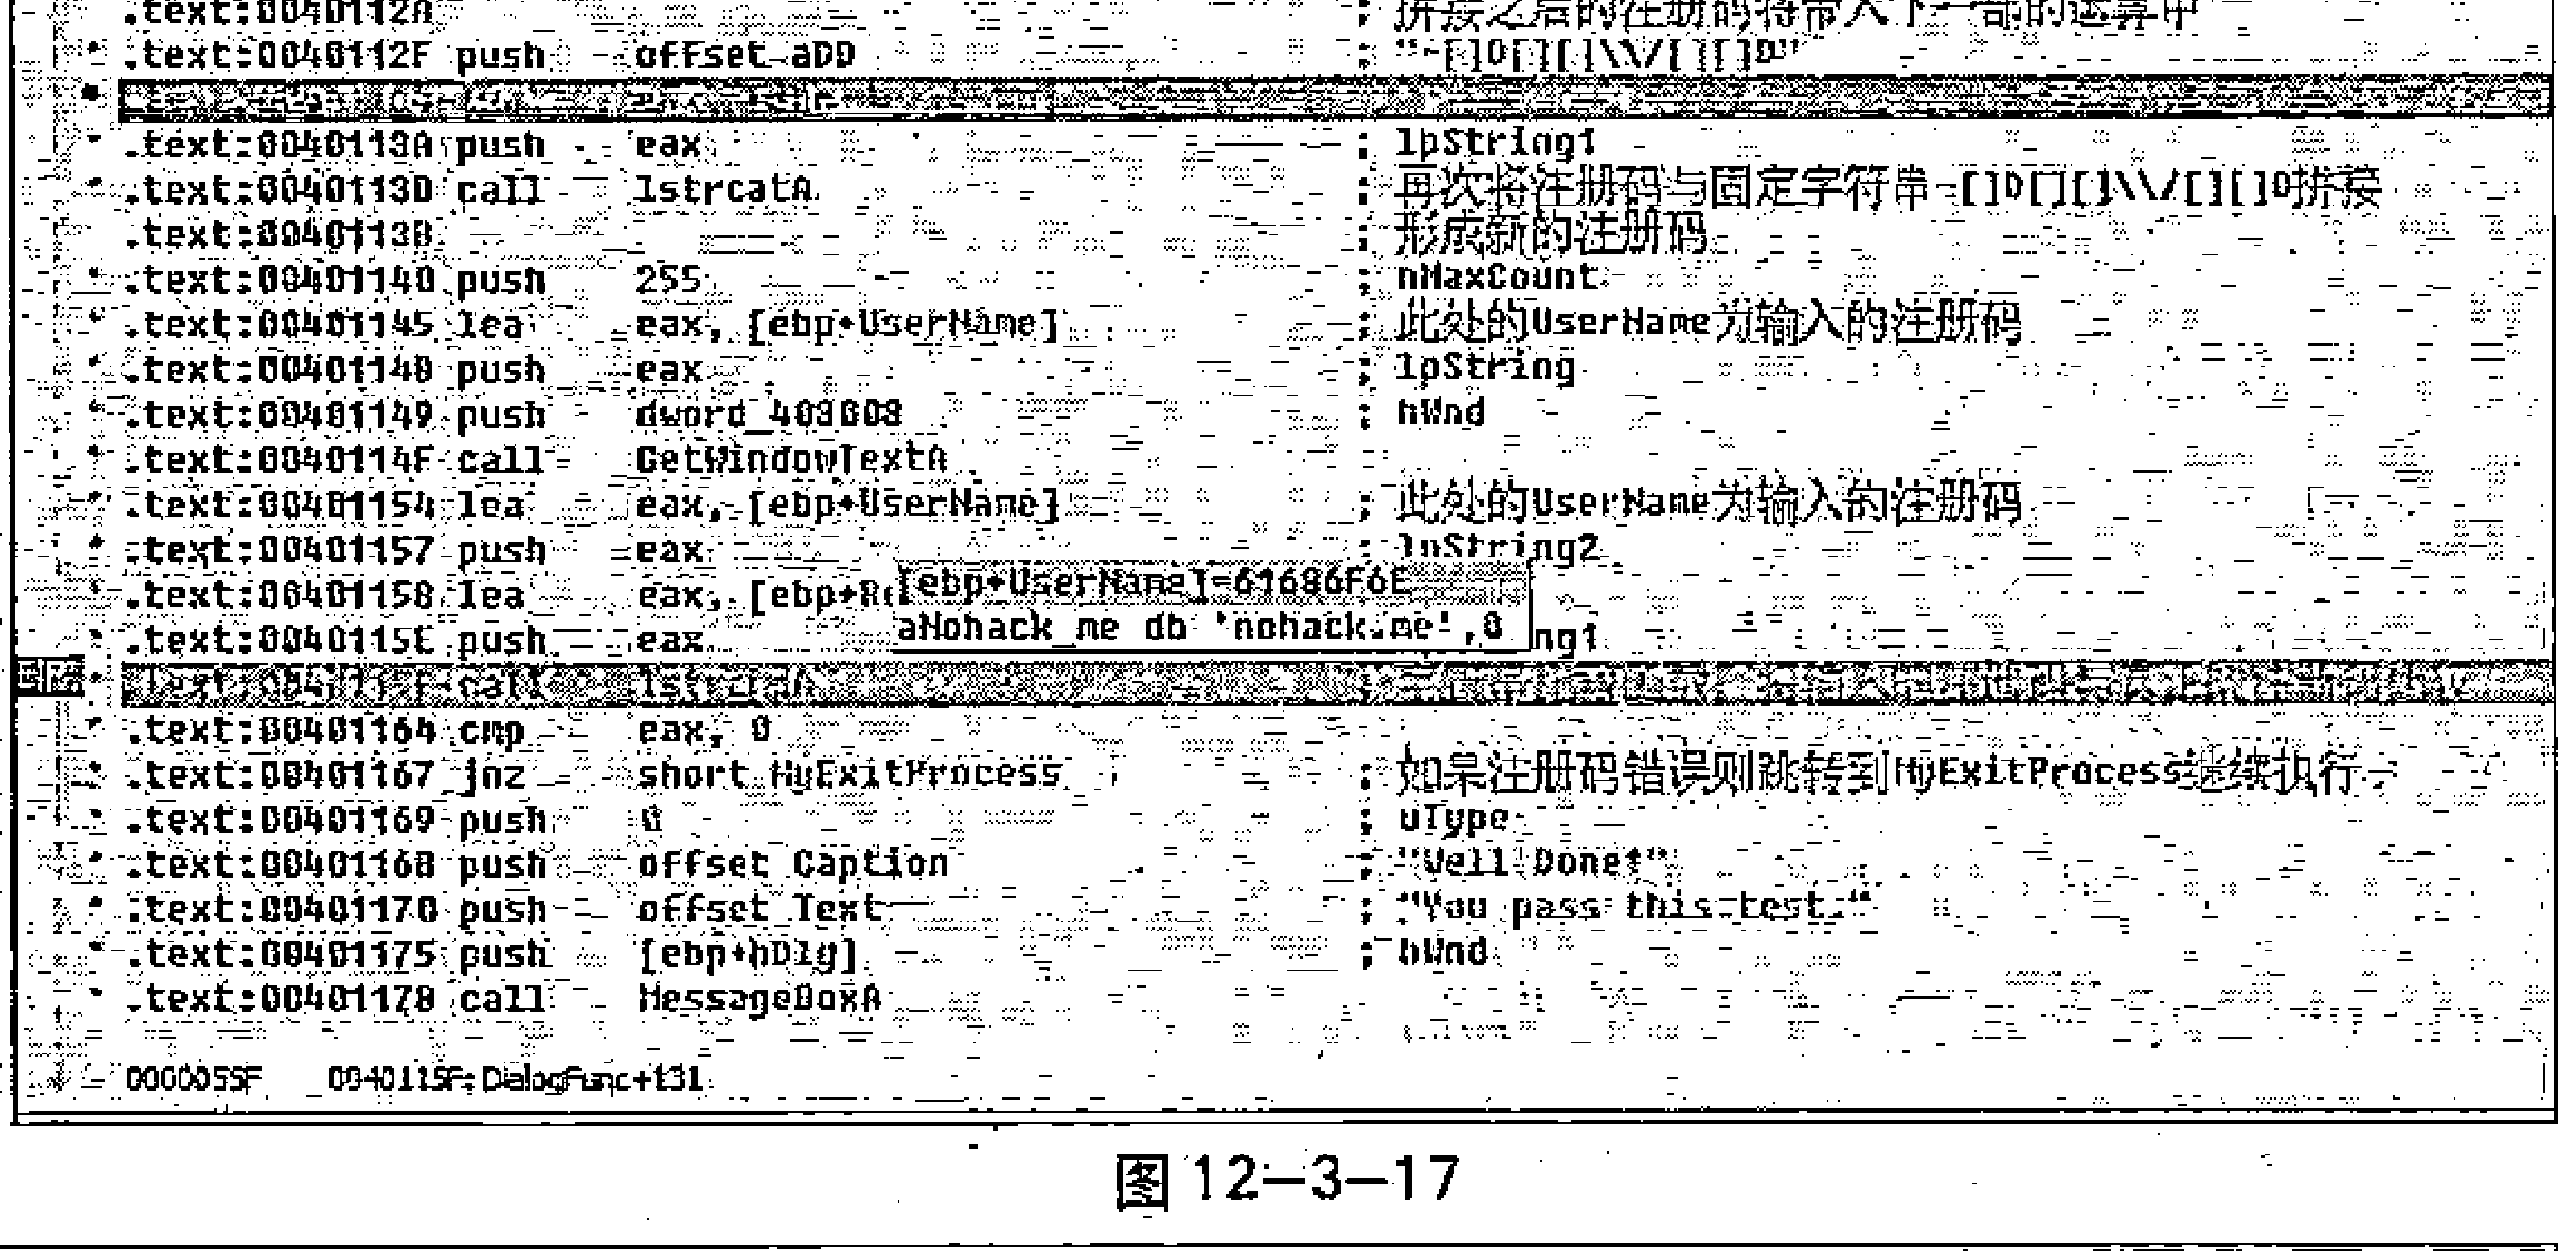 .text:0040112A ; 拼接之后的注册码将带入下一部的运算中
.text:0040112F push offset aDD ; "-[]D[][]\\/[][]D"
.text:0040113A push eax ; lpString1
.text:0040113B call lstrcatA ; 再次将注册码与固定字符串-[]D[][]\\/[][]D拼接
.text:0040113B ; 形成新的注册码
.text:00401140 push 255 ; nMaxCount
.text:00401145 lea eax, [ebp+UserName] ; 此处的UserName为输入的注册码
.text:00401148 push eax ; lpString
.text:00401149 push dword_403008 ; hWnd
.text:0040114F call GetWindowTextA
.text:00401154 lea eax, [ebp+UserName] ; 此处的UserName为输入的注册码
.text:00401157 push eax ; lpString2
[ebp+UserName]=61686F6E
.text:00401158 lea eax, [ebp+Re
aNohack_me db 'nohack.me',0
.text:0040115E push eax ng1
.text:0040115F call
.text:00401164 cmp eax, 0
.text:00401167 jnz short MyExitProcess ; 如果注册码错误则跳转到MyExitProcess继续执行
.text:00401169 push 0 ; uType
.text:0040116B push offset Caption ; "Well Done!"
.text:00401170 push offset Text ; "You pass this test."
.text:00401175 push [ebp+hDlg] ; hWnd
.text:00401178 call MessageBoxA
0000055F 0040115F: DialogFunc+131
图 12-3-17